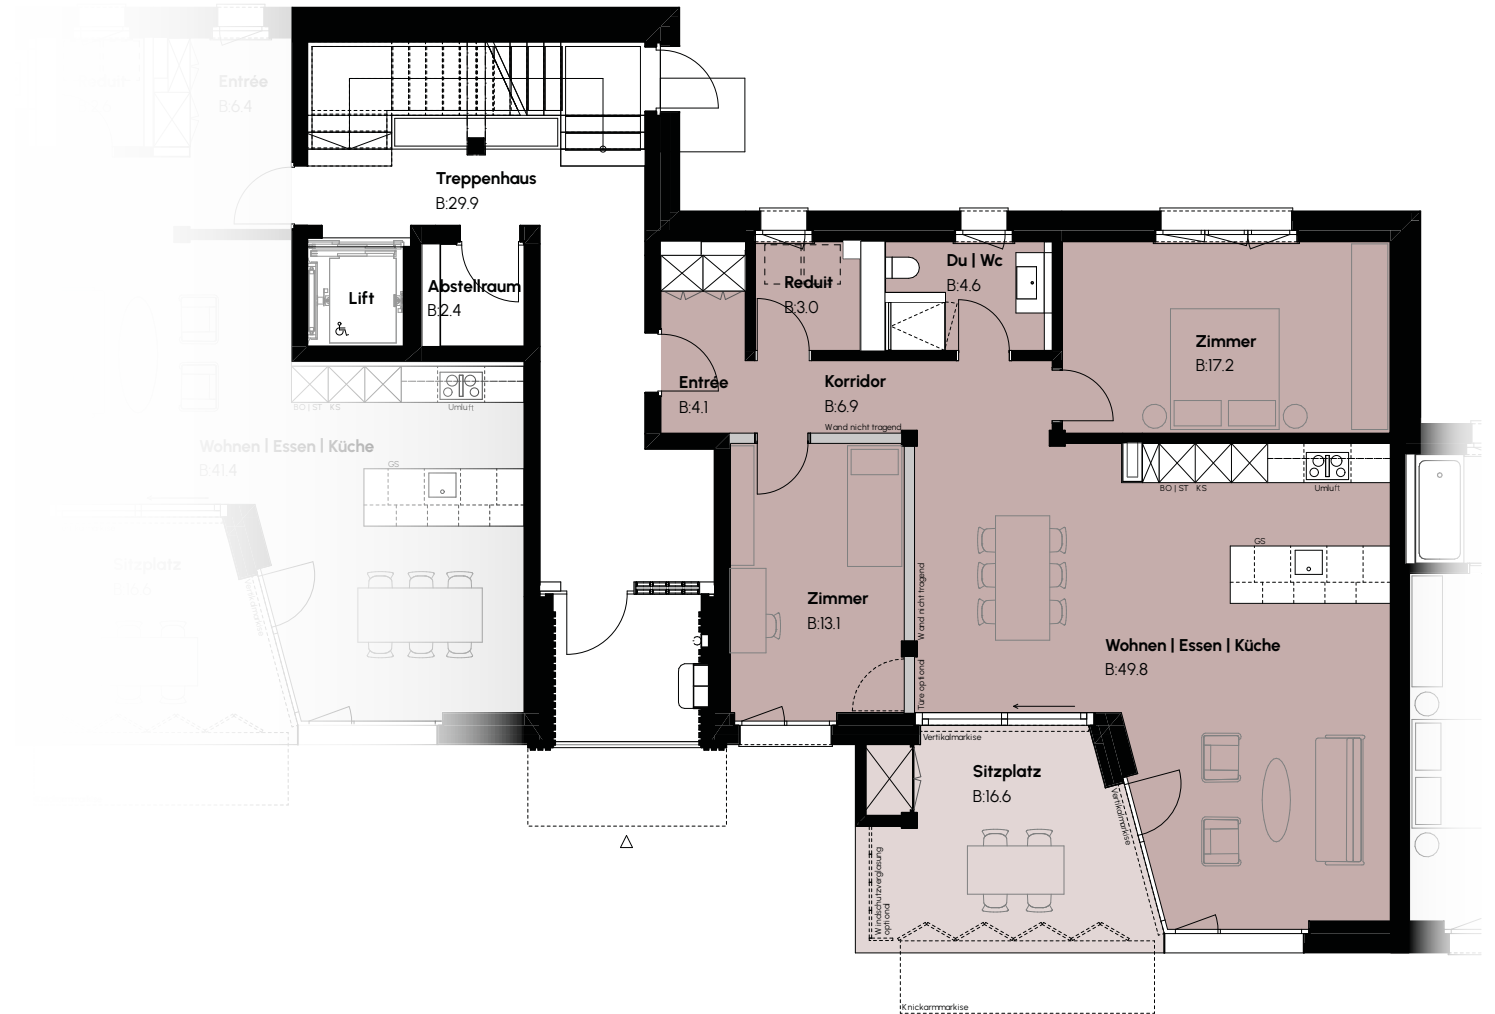 Entrée
B:6.4
Treppenhaus
B:29.9
Lift
Abstellraum
B:2.4
Reduit
B:3.0
Du | Wc
B:4.6
Zimmer
B:17.2
Entrée
B:4.1
Korridor
B:6.9
Wand nicht tragend
BO | ST KS
Umluft
Wohnen | Essen | Küche
B:41.4
GS
BO | ST KS
Umluft
GS
Sitzplatz
Vertikalmarkise
Zimmer
B:13.1
Wand nicht tragend
Türe optional
Wohnen | Essen | Küche
B:49.8
Vertikalmarkise
Sitzplatz
B:16.6
Vertikalmarkise
Windschutzverglasung
optional
Knickarmmarkise